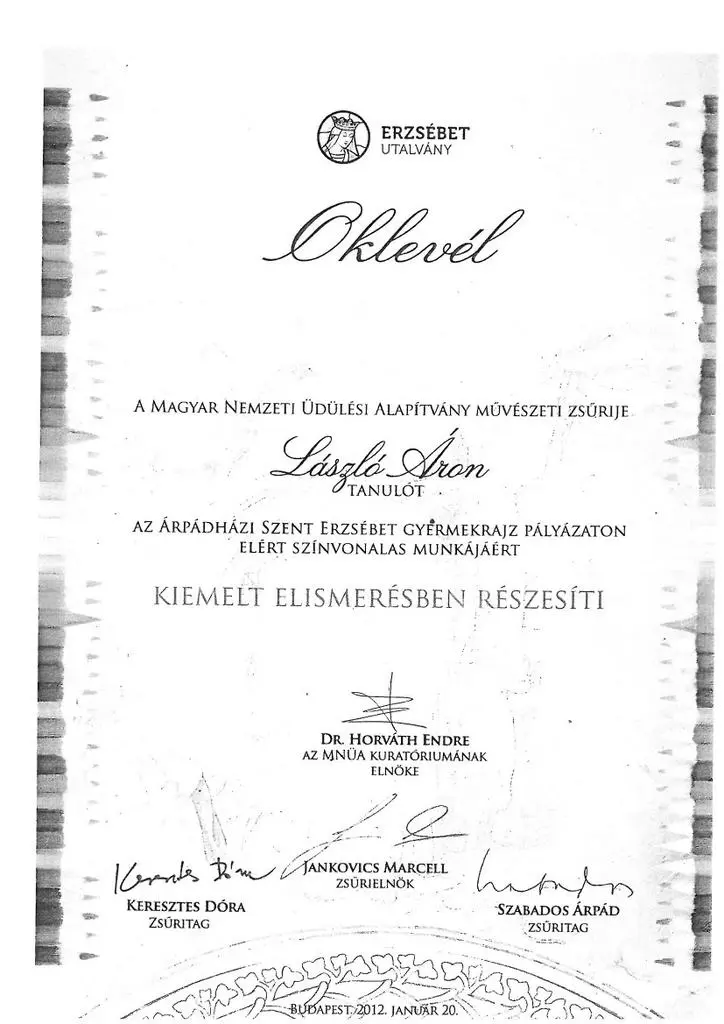 ERZSÉBET
UTALVÁNY
Oklevél
A MAGYAR NEMZETI ÜDÜLÉSI ALAPÍTVÁNY MŰVÉSZETI ZSŰRIJE
László Áron
TANULÓT
AZ ÁRPÁDHÁZI SZENT ERZSÉBET GYERMEKRAJZ PÁLYÁZATON
ELÉRT SZÍNVONALAS MUNKÁJÁÉRT
KIEMELT ELISMERÉSBEN RÉSZESÍTI
DR. HORVÁTH ENDRE
AZ MNÜA KURATÓRIUMÁNAK
ELNÖKE
Keresztes Dóra
JANKOVICS MARCELL
ZSŰRIELNÖK
KERESZTES DÓRA
ZSŰRITAG
SZABADOS ÁRPÁD
ZSŰRITAG
BUDAPEST, 2012. JANUÁR 20.